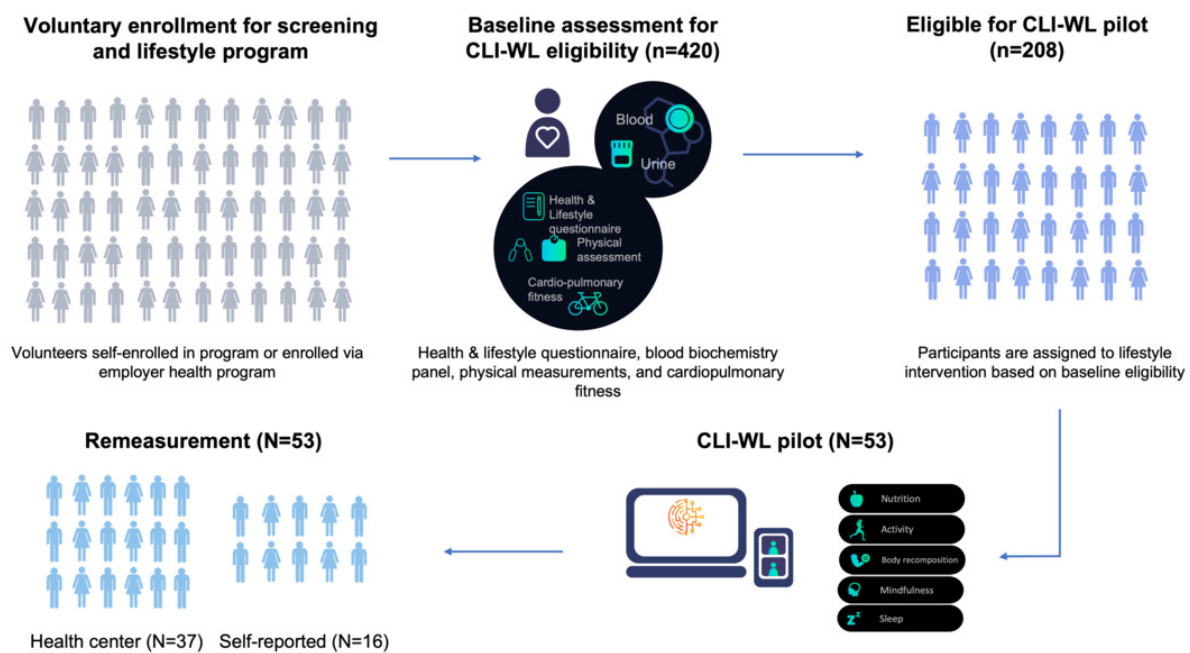 Voluntary enrollment for screening
and lifestyle program
Volunteers self-enrolled in program or enrolled via
employer health program
Baseline assessment for
CLI-WL eligibility (n=420)
Blood
Urine
Health &
Lifestyle
questionnaire
Physical
assessment
Cardio-pulmonary
fitness
Health & lifestyle questionnaire, blood biochemistry
panel, physical measurements, and cardiopulmonary
fitness
Eligible for CLI-WL pilot
(n=208)
Participants are assigned to lifestyle
intervention based on baseline eligibility
CLI-WL pilot (N=53)
Nutrition
Activity
Body recomposition
Mindfulness
Sleep
Remeasurement (N=53)
Health center (N=37)
Self-reported (N=16)